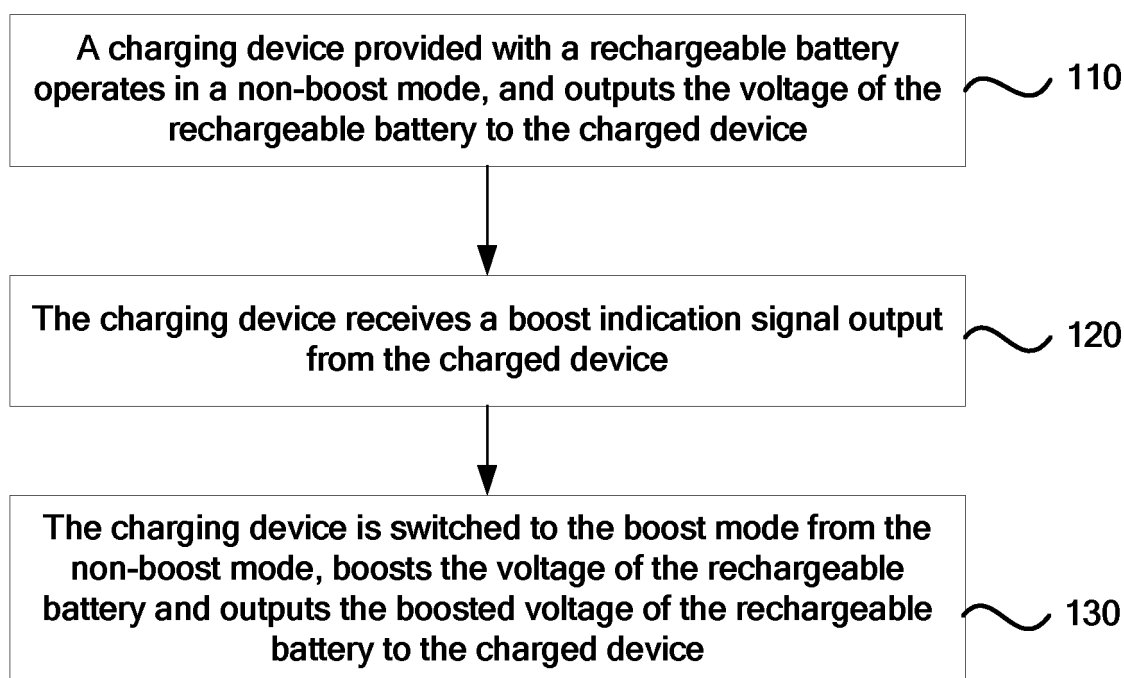 A charging device provided with a rechargeable battery
operates in a non-boost mode, and outputs the voltage of the
rechargeable battery to the charged device
110
The charging device receives a boost indication signal output
from the charged device
120
The charging device is switched to the boost mode from the
non-boost mode, boosts the voltage of the rechargeable
battery and outputs the boosted voltage of the rechargeable
battery to the charged device
130